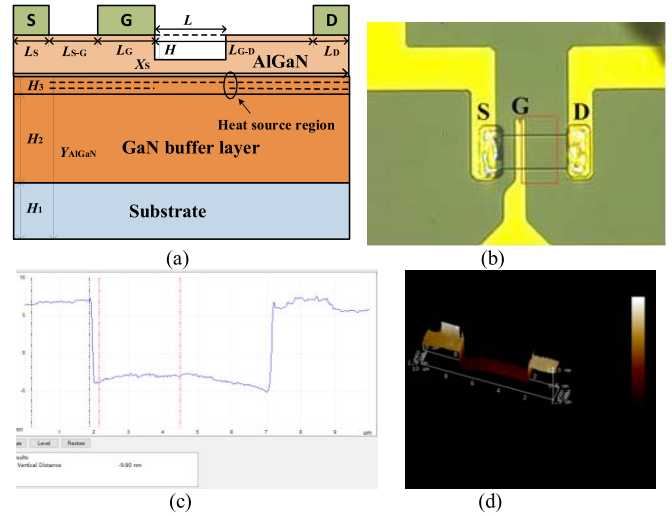 S G L D
LS LS-G LG H LG-D LD
XS AlGaN
H3
Heat source region
H2 GaN buffer layer
YAlGaN
H1 Substrate
(a)
S G D
(b)
10
5
0
-5
1 2 3 4 5 6 7 8 9
nm µm
Level Restore
Vertical Distance -9.90 nm
(c)
(d)